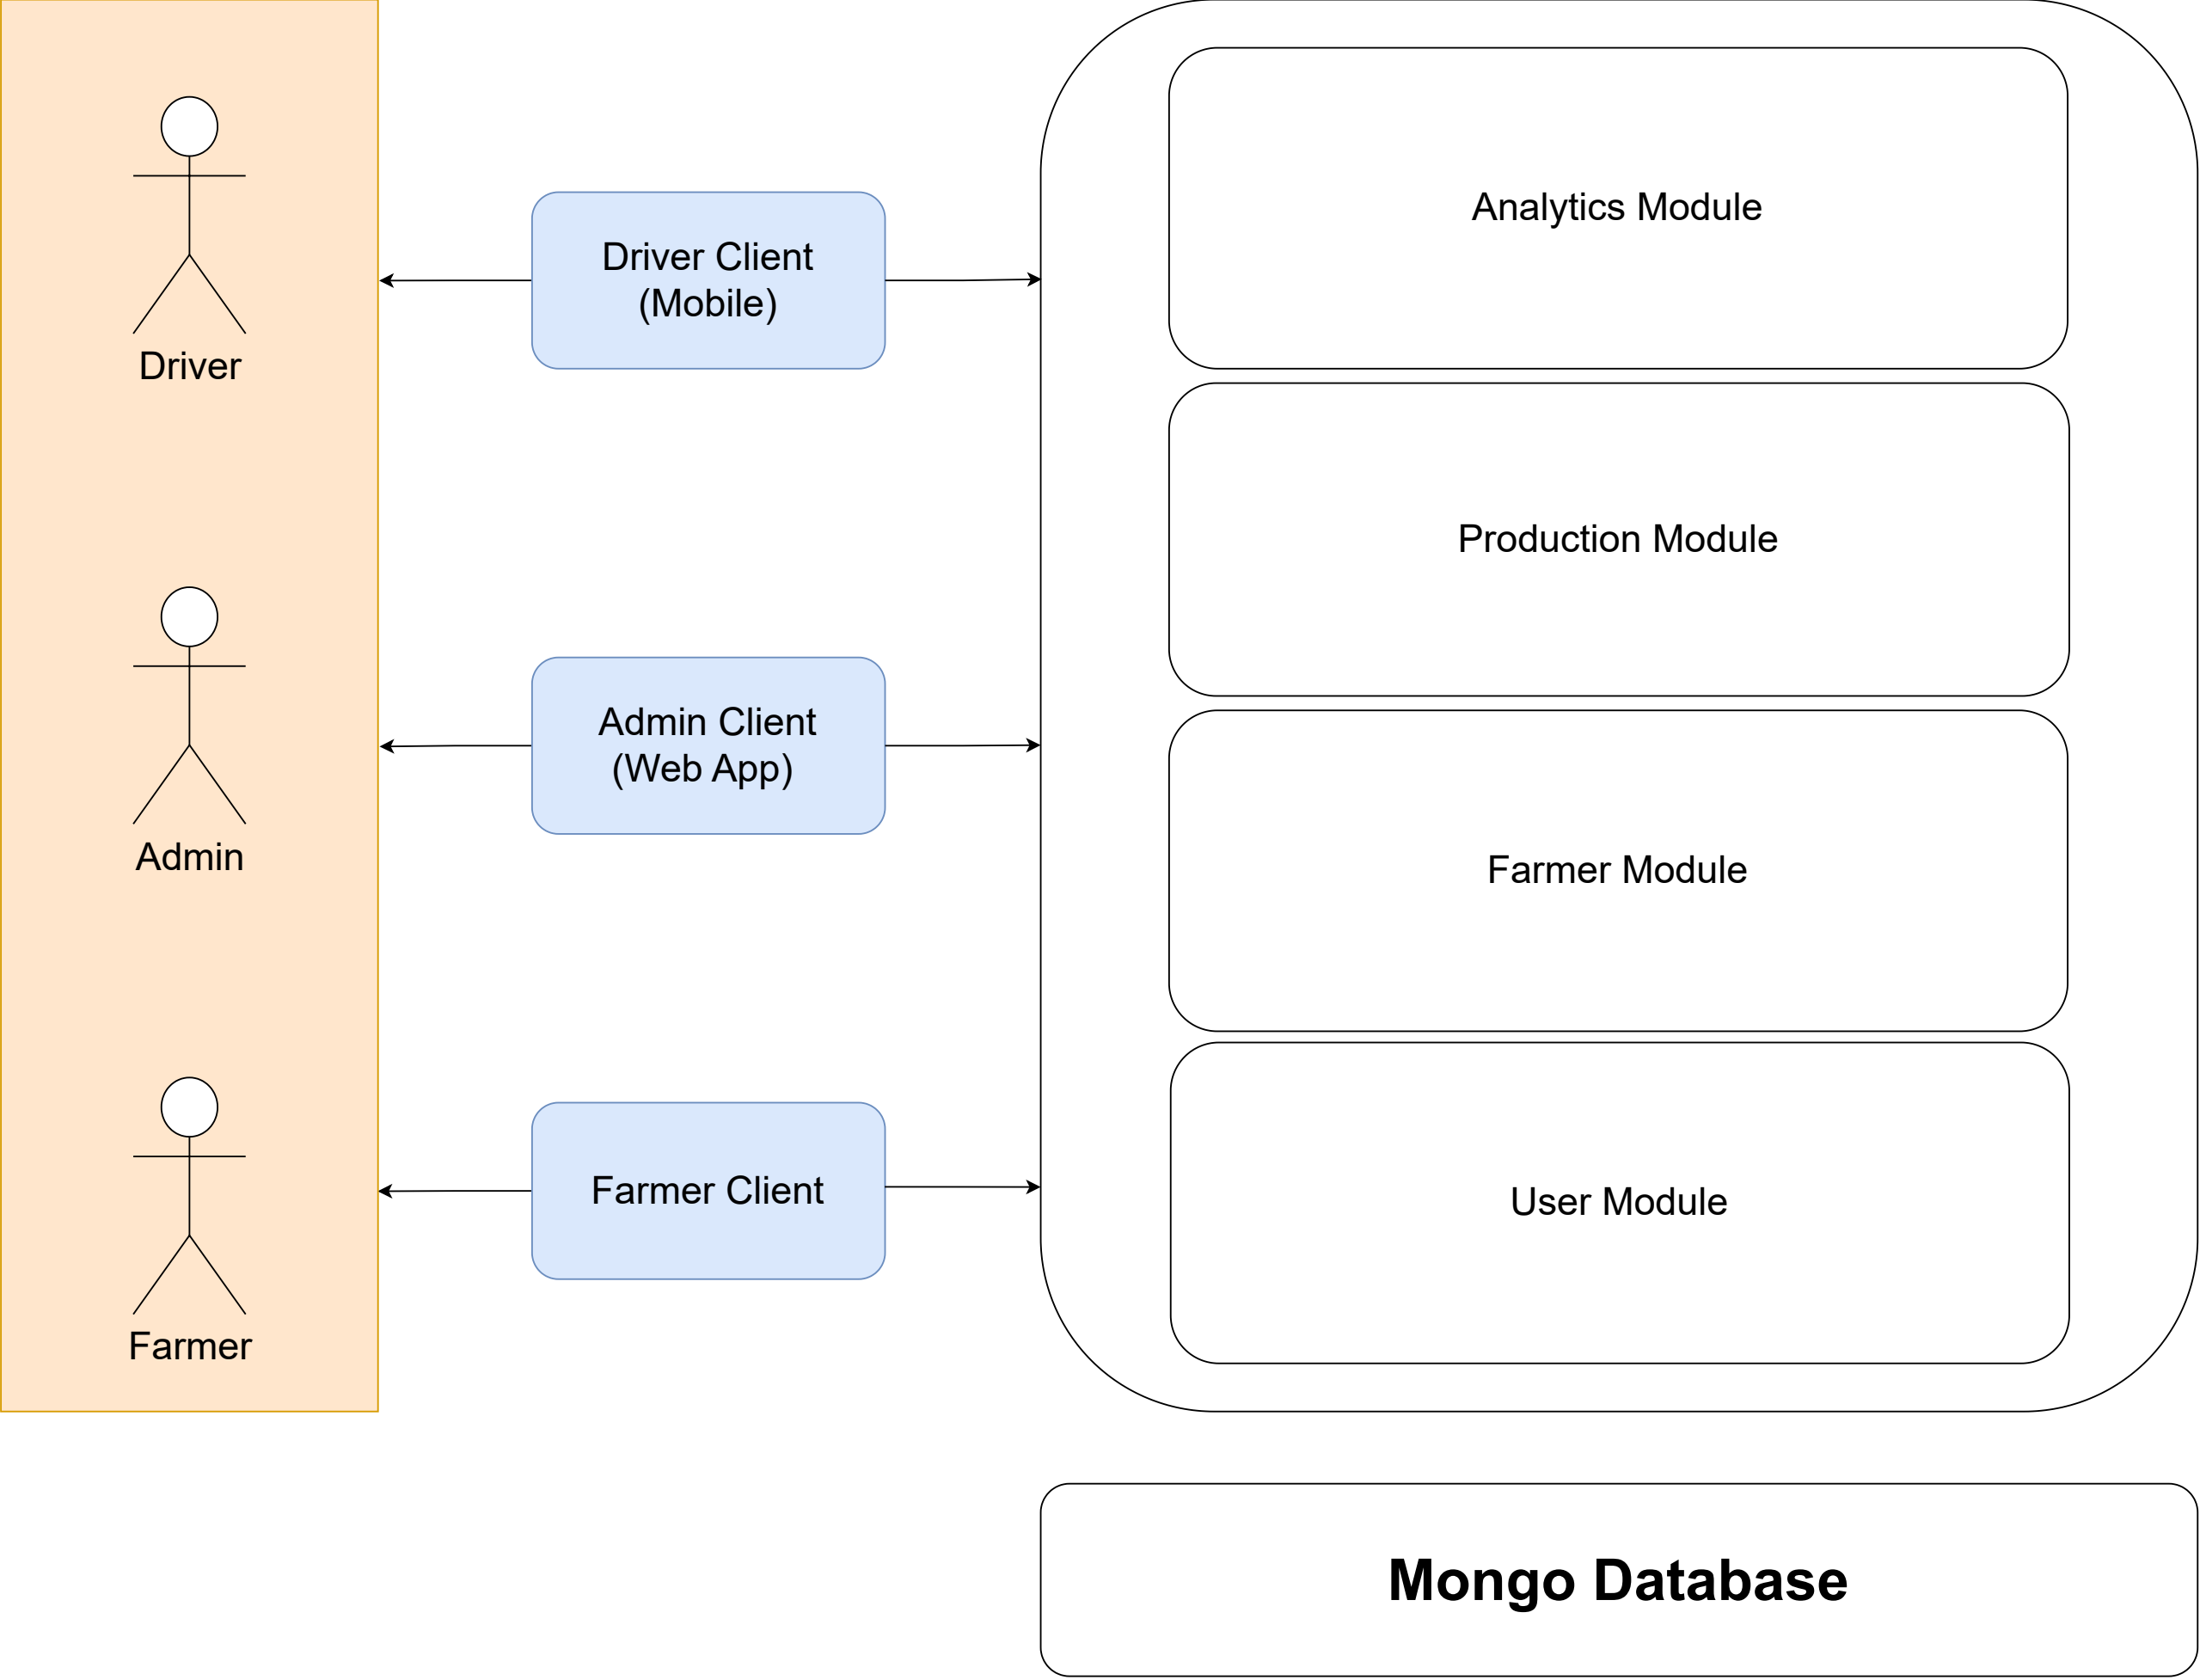 Driver
Admin
Farmer
Driver Client
(Mobile)
Admin Client
(Web App)
Farmer Client
Analytics Module
Production Module
Farmer Module
User Module
Mongo Database